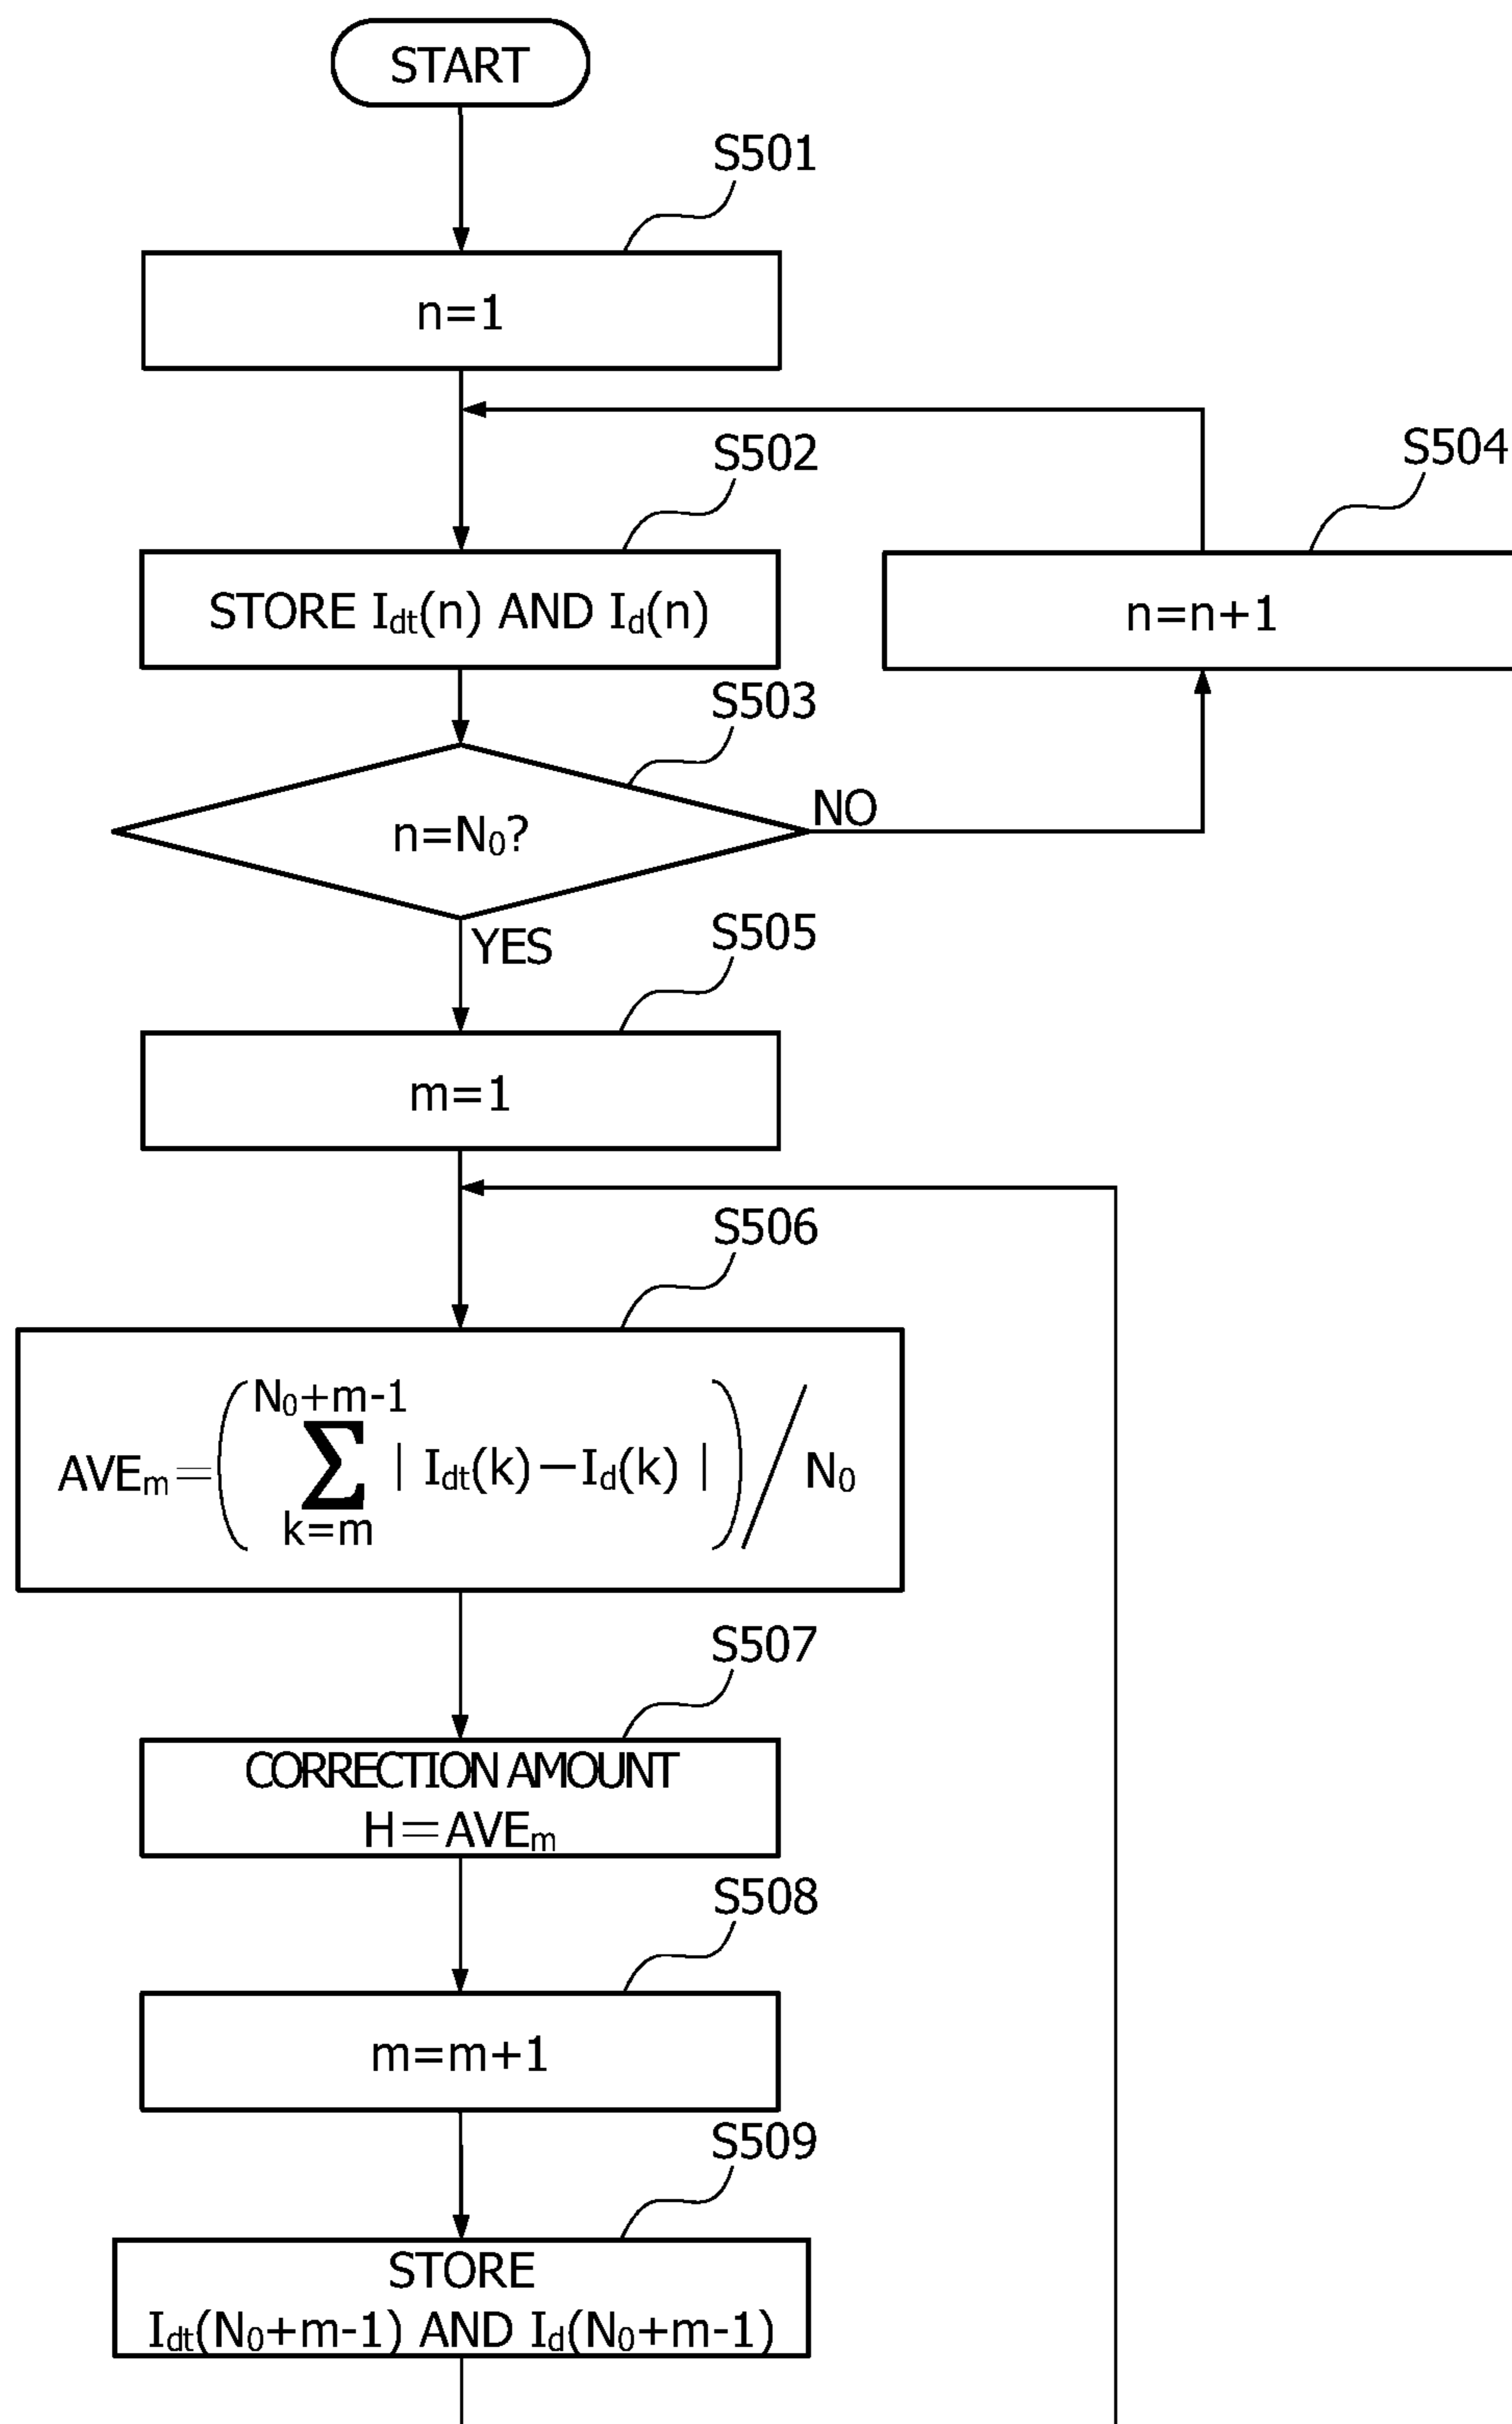 START
S501
n=1
S502
S504
STORE Idt(n) AND Id(n)
n=n+1
S503
n=N0?
NO
YES
S505
m=1
S506
AVEm=(∑ k=m N0+m-1 | Idt(k)−Id(k) |)/N0
S507
CORRECTION AMOUNT
H=AVEm
S508
m=m+1
S509
STORE
Idt(N0+m-1) AND Id(N0+m-1)